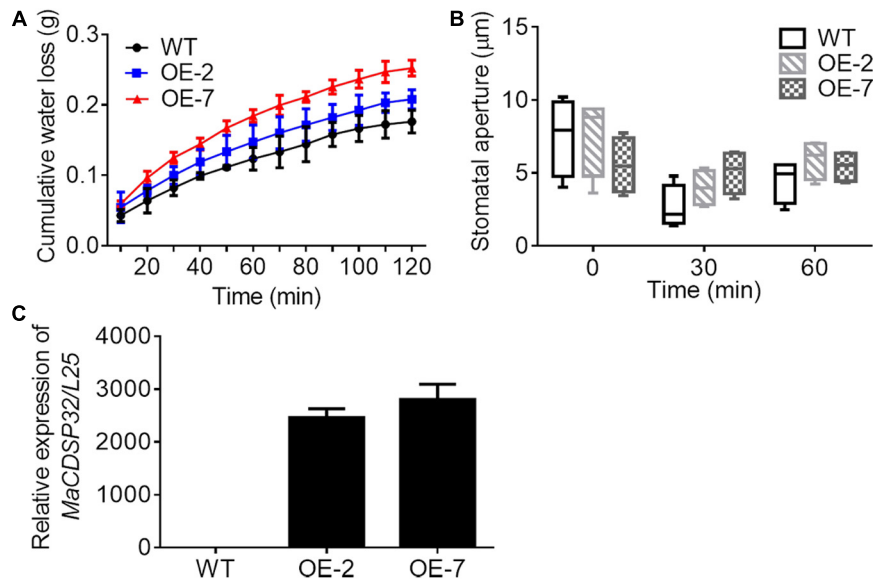 A
Cumulative water loss (g)
0.3
0.2
0.1
0.0
WT
OE-2
OE-7
20 40 60 80 100 120
Time (min)
B
Stomatal aperture (μm)
15
10
5
0
WT
OE-2
OE-7
0 30 60
Time (min)
C
Relative expression of
MaCDSP32/L25
4000
3000
2000
1000
0
WT OE-2 OE-7